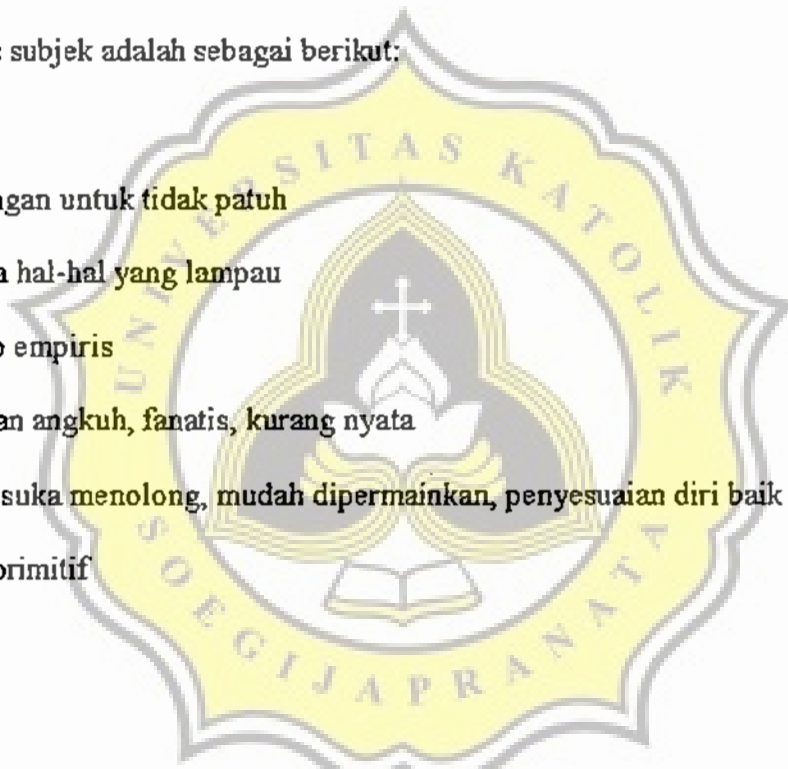 subjek adalah sebagai berikut:
ngan untuk tidak patuh
hal-hal yang lampau
empiris
an angkuh, fanatis, kurang nyata
suka menolong, mudah dipermainkan, penyesuaian diri baik
primitif
UNIVERSITAS KATOLIK
SOEGIJAPRANATA